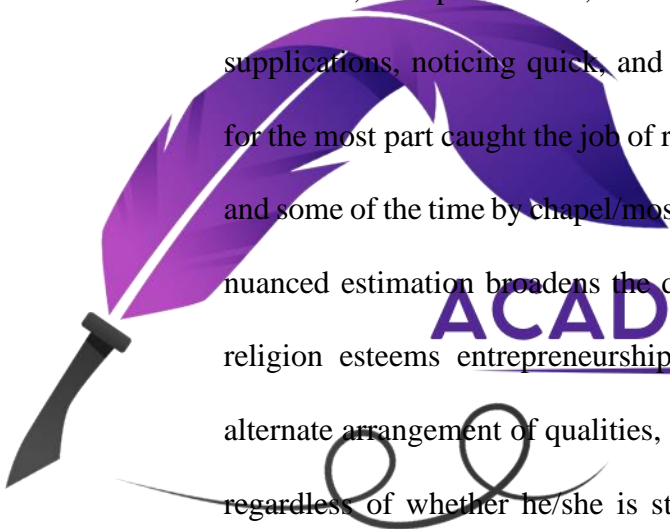 supplications, noticing quick, and
for the most part caught the job of
and some of the time by chapel/mos
nuanced estimation broadens the
ACAD
religion esteems entrepreneurship
alternate arrangement of qualities,
regardless of whether he/she is st